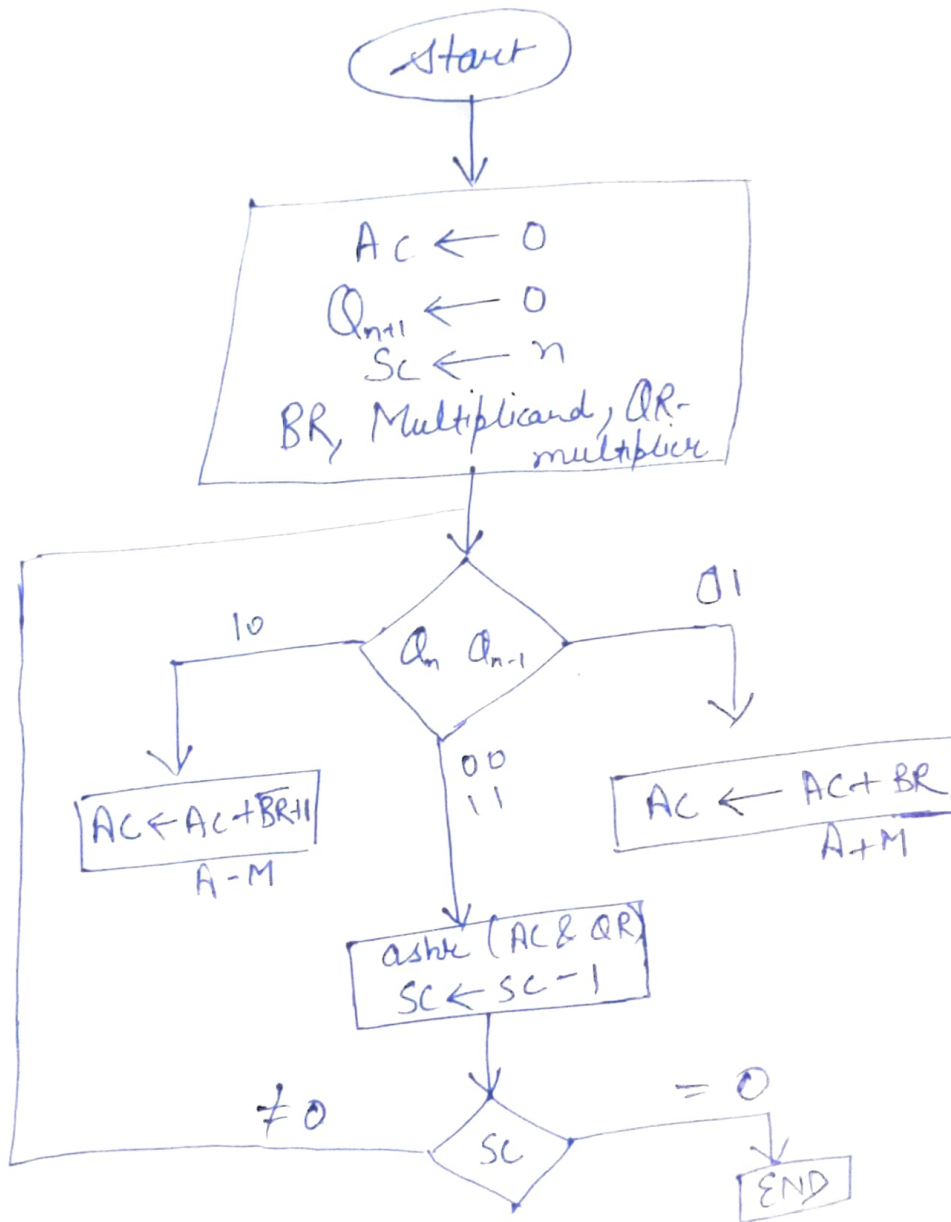 Start
AC ← 0
Qn+1 ← 0
SC ← n
BR, Multiplicand, QR-
multiplier
Qn Qn-1
10
01
00
11
AC ← AC + B̅R̅+1
A-M
AC ← AC + BR
A+M
ashr (AC & QR)
SC ← SC - 1
SC
≠ 0
= 0
END